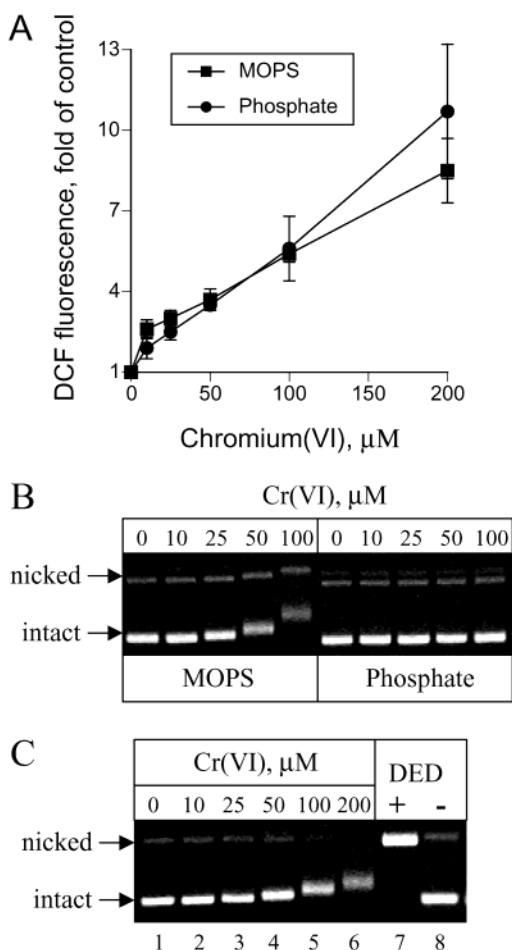 A
DCF fluorescence, fold of control
13
10
7
4
1
MOPS
Phosphate
0 50 100 150 200
Chromium(VI), μM
B
Cr(VI), μM
0 10 25 50 100 0 10 25 50 100
nicked
intact
MOPS Phosphate
C
Cr(VI), μM DED
0 10 25 50 100 200 + -
nicked
intact
1 2 3 4 5 6 7 8